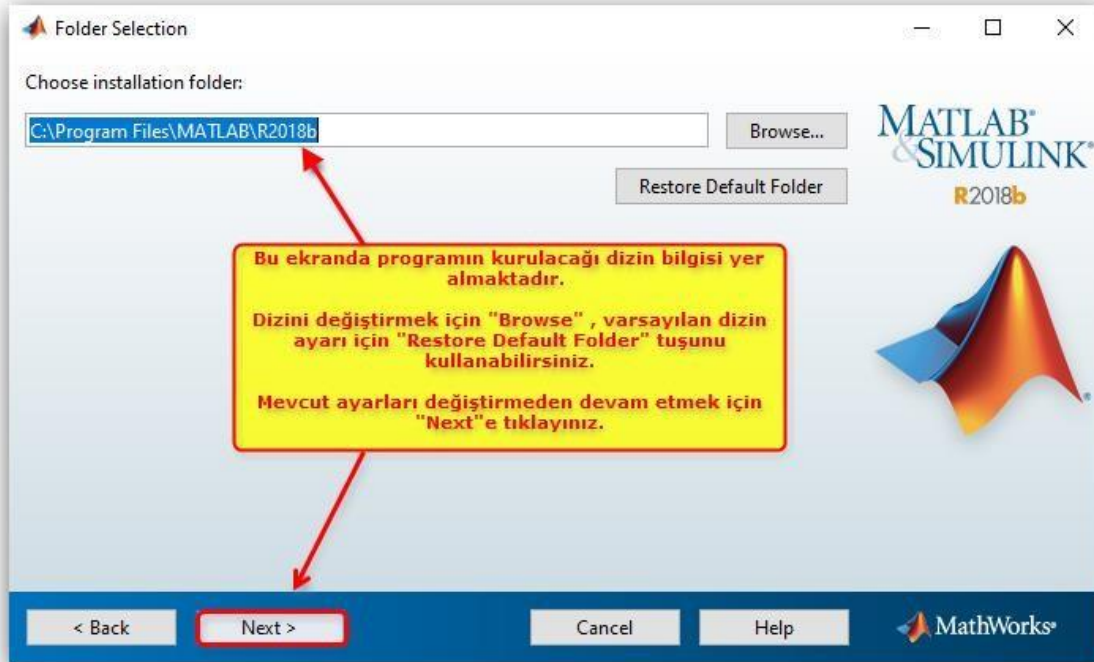 Folder Selection
Choose installation folder:
C:\Program Files\MATLAB\R2018b
Browse...
Restore Default Folder
MATLAB®
&SIMULINK®
R2018b
Bu ekranda programın kurulacağı dizin bilgisi yer
almaktadır.
Dizini değiştirmek için "Browse" , varsayılan dizin
ayarı için "Restore Default Folder" tuşunu
kullanabilirsiniz.
Mevcut ayarları değiştirmeden devam etmek için
"Next"e tıklayınız.
< Back
Next >
Cancel
Help
MathWorks®